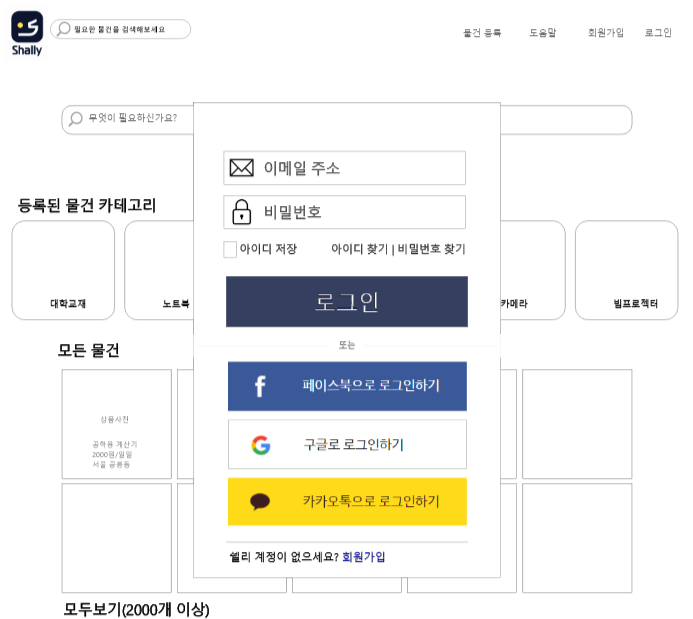 Shally
필요한 물건을 검색해보세요
물건 등록
도움말
회원가입
로그인
무엇이 필요하신가요?
이메일 주소
비밀번호
아이디 저장
아이디 찾기 | 비밀번호 찾기
로그인
또는
페이스북으로 로그인하기
구글로 로그인하기
카카오톡으로 로그인하기
쉘리 계정이 없으세요? 회원가입
등록된 물건 카테고리
대학교재
노트북
카메라
빔프로젝터
모든 물건
상품사진
공학용 계산기
2000원/일일
서울 공릉동
모두보기(2000개 이상)